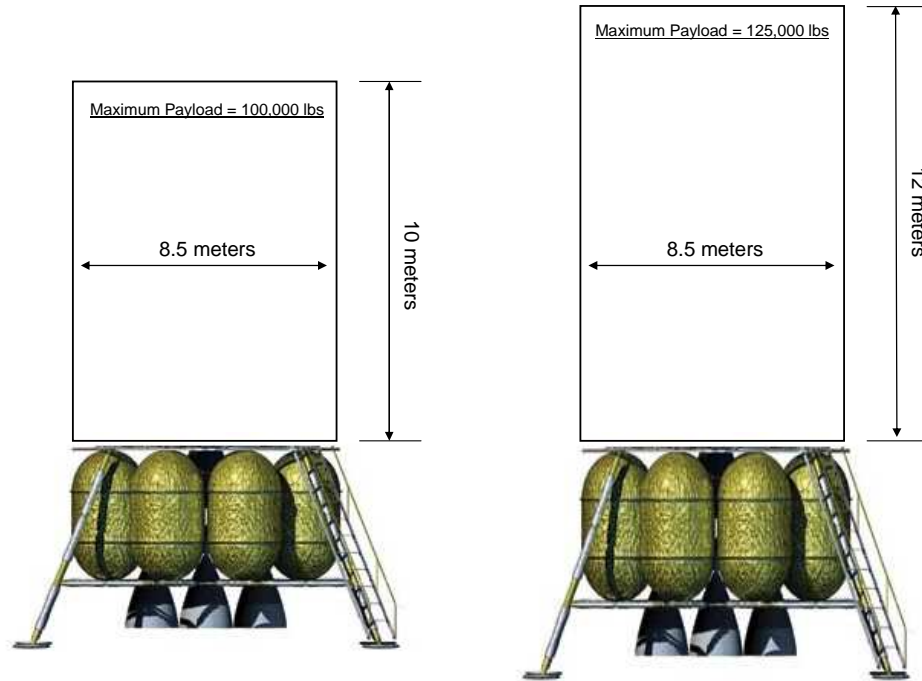 Maximum Payload = 100,000 lbs
8.5 meters
10 meters
Maximum Payload = 125,000 lbs
8.5 meters
12 meters